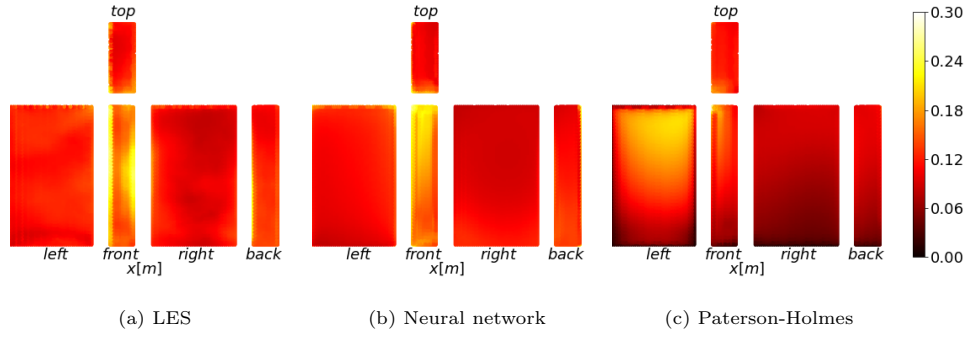 top top top
0.30
0.24
0.18
0.12
0.06
0.00
left front right back left front right back left front right back
x[m] x[m] x[m]
(a) LES (b) Neural network (c) Paterson-Holmes